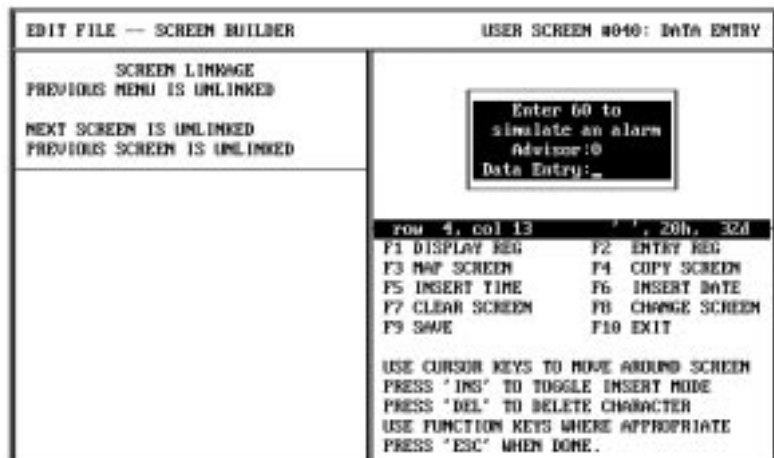 EDIT FILE -- SCREEN BUILDER
USER SCREEN #040: DATA ENTRY
SCREEN LINKAGE
PREVIOUS MENU IS UNLINKED
NEXT SCREEN IS UNLINKED
PREVIOUS SCREEN IS UNLINKED
Enter 60 to
simulate an alarm
Advisor:0
Data Entry:_
row 4, col 13 ' ', 20h, 32d
F1 DISPLAY REG F2 ENTRY REG
F3 MAP SCREEN F4 COPY SCREEN
F5 INSERT TIME F6 INSERT DATE
F7 CLEAR SCREEN F8 CHANGE SCREEN
F9 SAVE F10 EXIT
USE CURSOR KEYS TO MOVE AROUND SCREEN
PRESS 'INS' TO TOGGLE INSERT MODE
PRESS 'DEL' TO DELETE CHARACTER
USE FUNCTION KEYS WHERE APPROPRIATE
PRESS 'ESC' WHEN DONE.